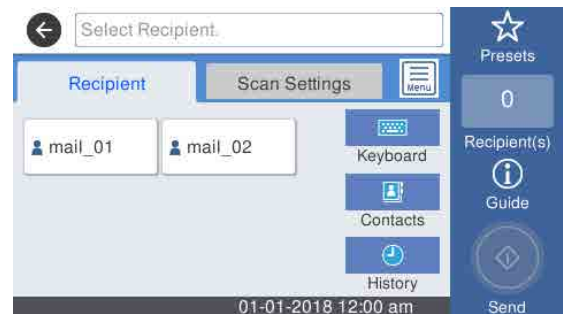 Select Recipient.
Presets
Recipient
Scan Settings
Menu
0
Recipient(s)
mail_01
mail_02
Keyboard
Guide
Contacts
History
01-01-2018 12:00 am
Send